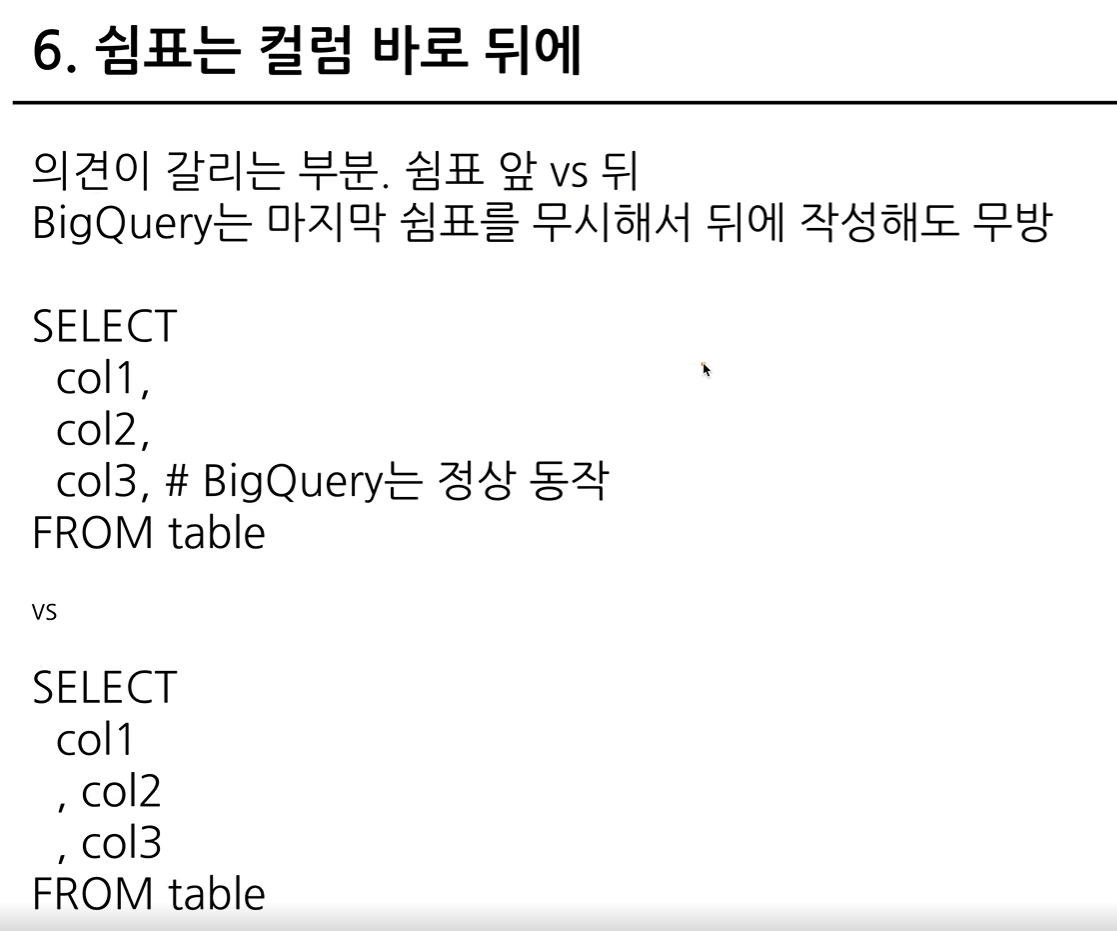 6. 쉼표는 컬럼 바로 뒤에
의견이 갈리는 부분. 쉼표 앞 vs 뒤
BigQuery는 마지막 쉼표를 무시해서 뒤에 작성해도 무방
SELECT
col1,
col2,
col3, # BigQuery는 정상 동작
FROM table
vs
SELECT
col1
, col2
, col3
FROM table